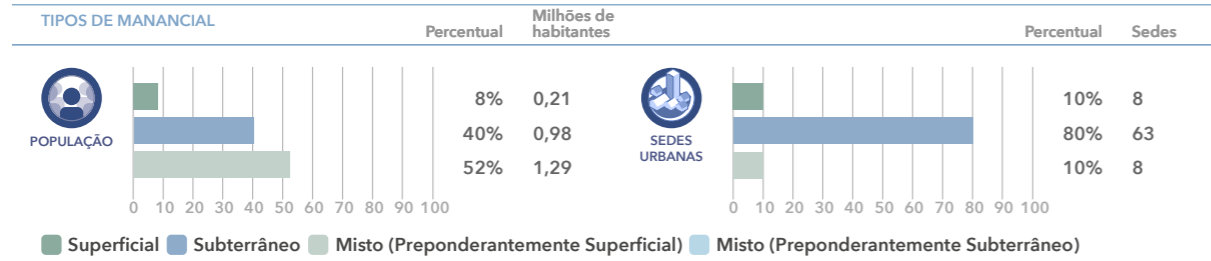 TIPOS DE MANANCIAL
Percentual
Milhões de
habitantes
Percentual
Sedes
POPULAÇÃO
8% 0,21
40% 0,98
52% 1,29
0 10 20 30 40 50 60 70 80 90 100
SEDES
URBANAS
10% 8
80% 63
10% 8
0 10 20 30 40 50 60 70 80 90 100
Superficial Subterrâneo Misto (Preponderantemente Superficial) Misto (Preponderantemente Subterrâneo)